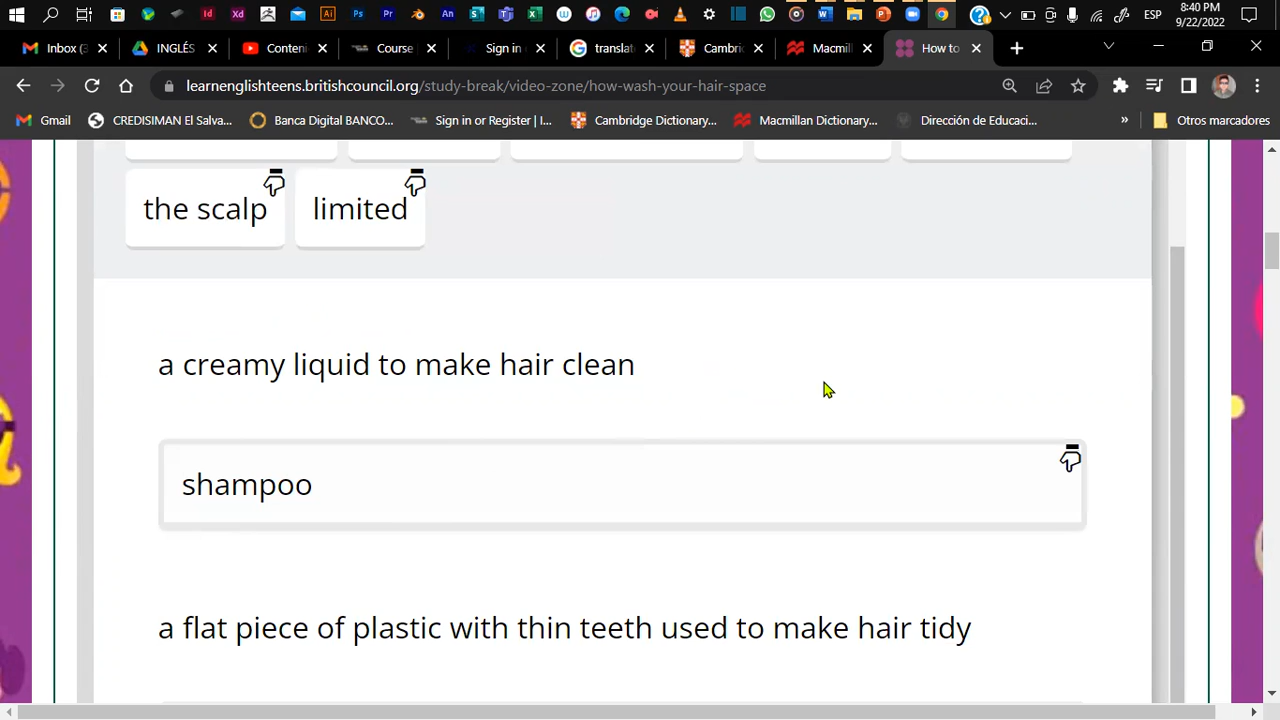 8:40 PM
ESP
9/22/2022
Inbox (3
INGLÉS
Conteni
Course
Sign in
translat
Cambri
Macmill
How to
learnenglishteens.britishcouncil.org/study-break/video-zone/how-wash-your-hair-space
Gmail
CREDISIMAN El Salva...
Banca Digital BANCO...
Sign in or Register | I...
Cambridge Dictionary...
Macmillan Dictionary...
Dirección de Educaci...
»
Otros marcadores
the scalp
limited
a creamy liquid to make hair clean
shampoo
a flat piece of plastic with thin teeth used to make hair tidy